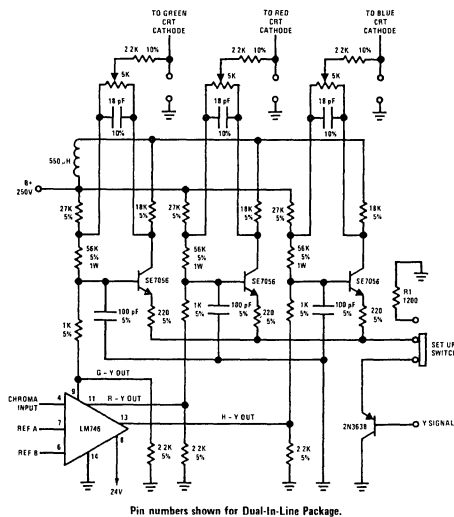 TO GREEN CRT CATHODE
TO RED CRT CATHODE
TO BLUE CRT CATHODE
2 2K 10%
2 2K 10%
2 2K 10%
5K
5K
5K
18 pF 10%
18 pF 10%
18 pF 10%
550 μH
B+ 250V
27K 5%
18K 5%
27K 5%
18K 5%
27K 5%
18K 5%
56K 5% 1W
56K 5% 1W
56K 5% 1W
SE7056
SE7056
SE7056
R1 1200
100 pF 5%
220 5%
1K 5%
100 pF 5%
220 5%
1K 5%
100 pF 5%
220 5%
1K 5%
SET UP SWITCH
G – Y OUT
CHROMA INPUT
4
9
11
R – Y OUT
LM746
13
H – Y OUT
2N3638
Y SIGNAL
REF A
7
REF B
6
8
14
24V
2 2K 5%
2 2K 5%
2 2K 5%
Pin numbers shown for Dual-In-Line Package.